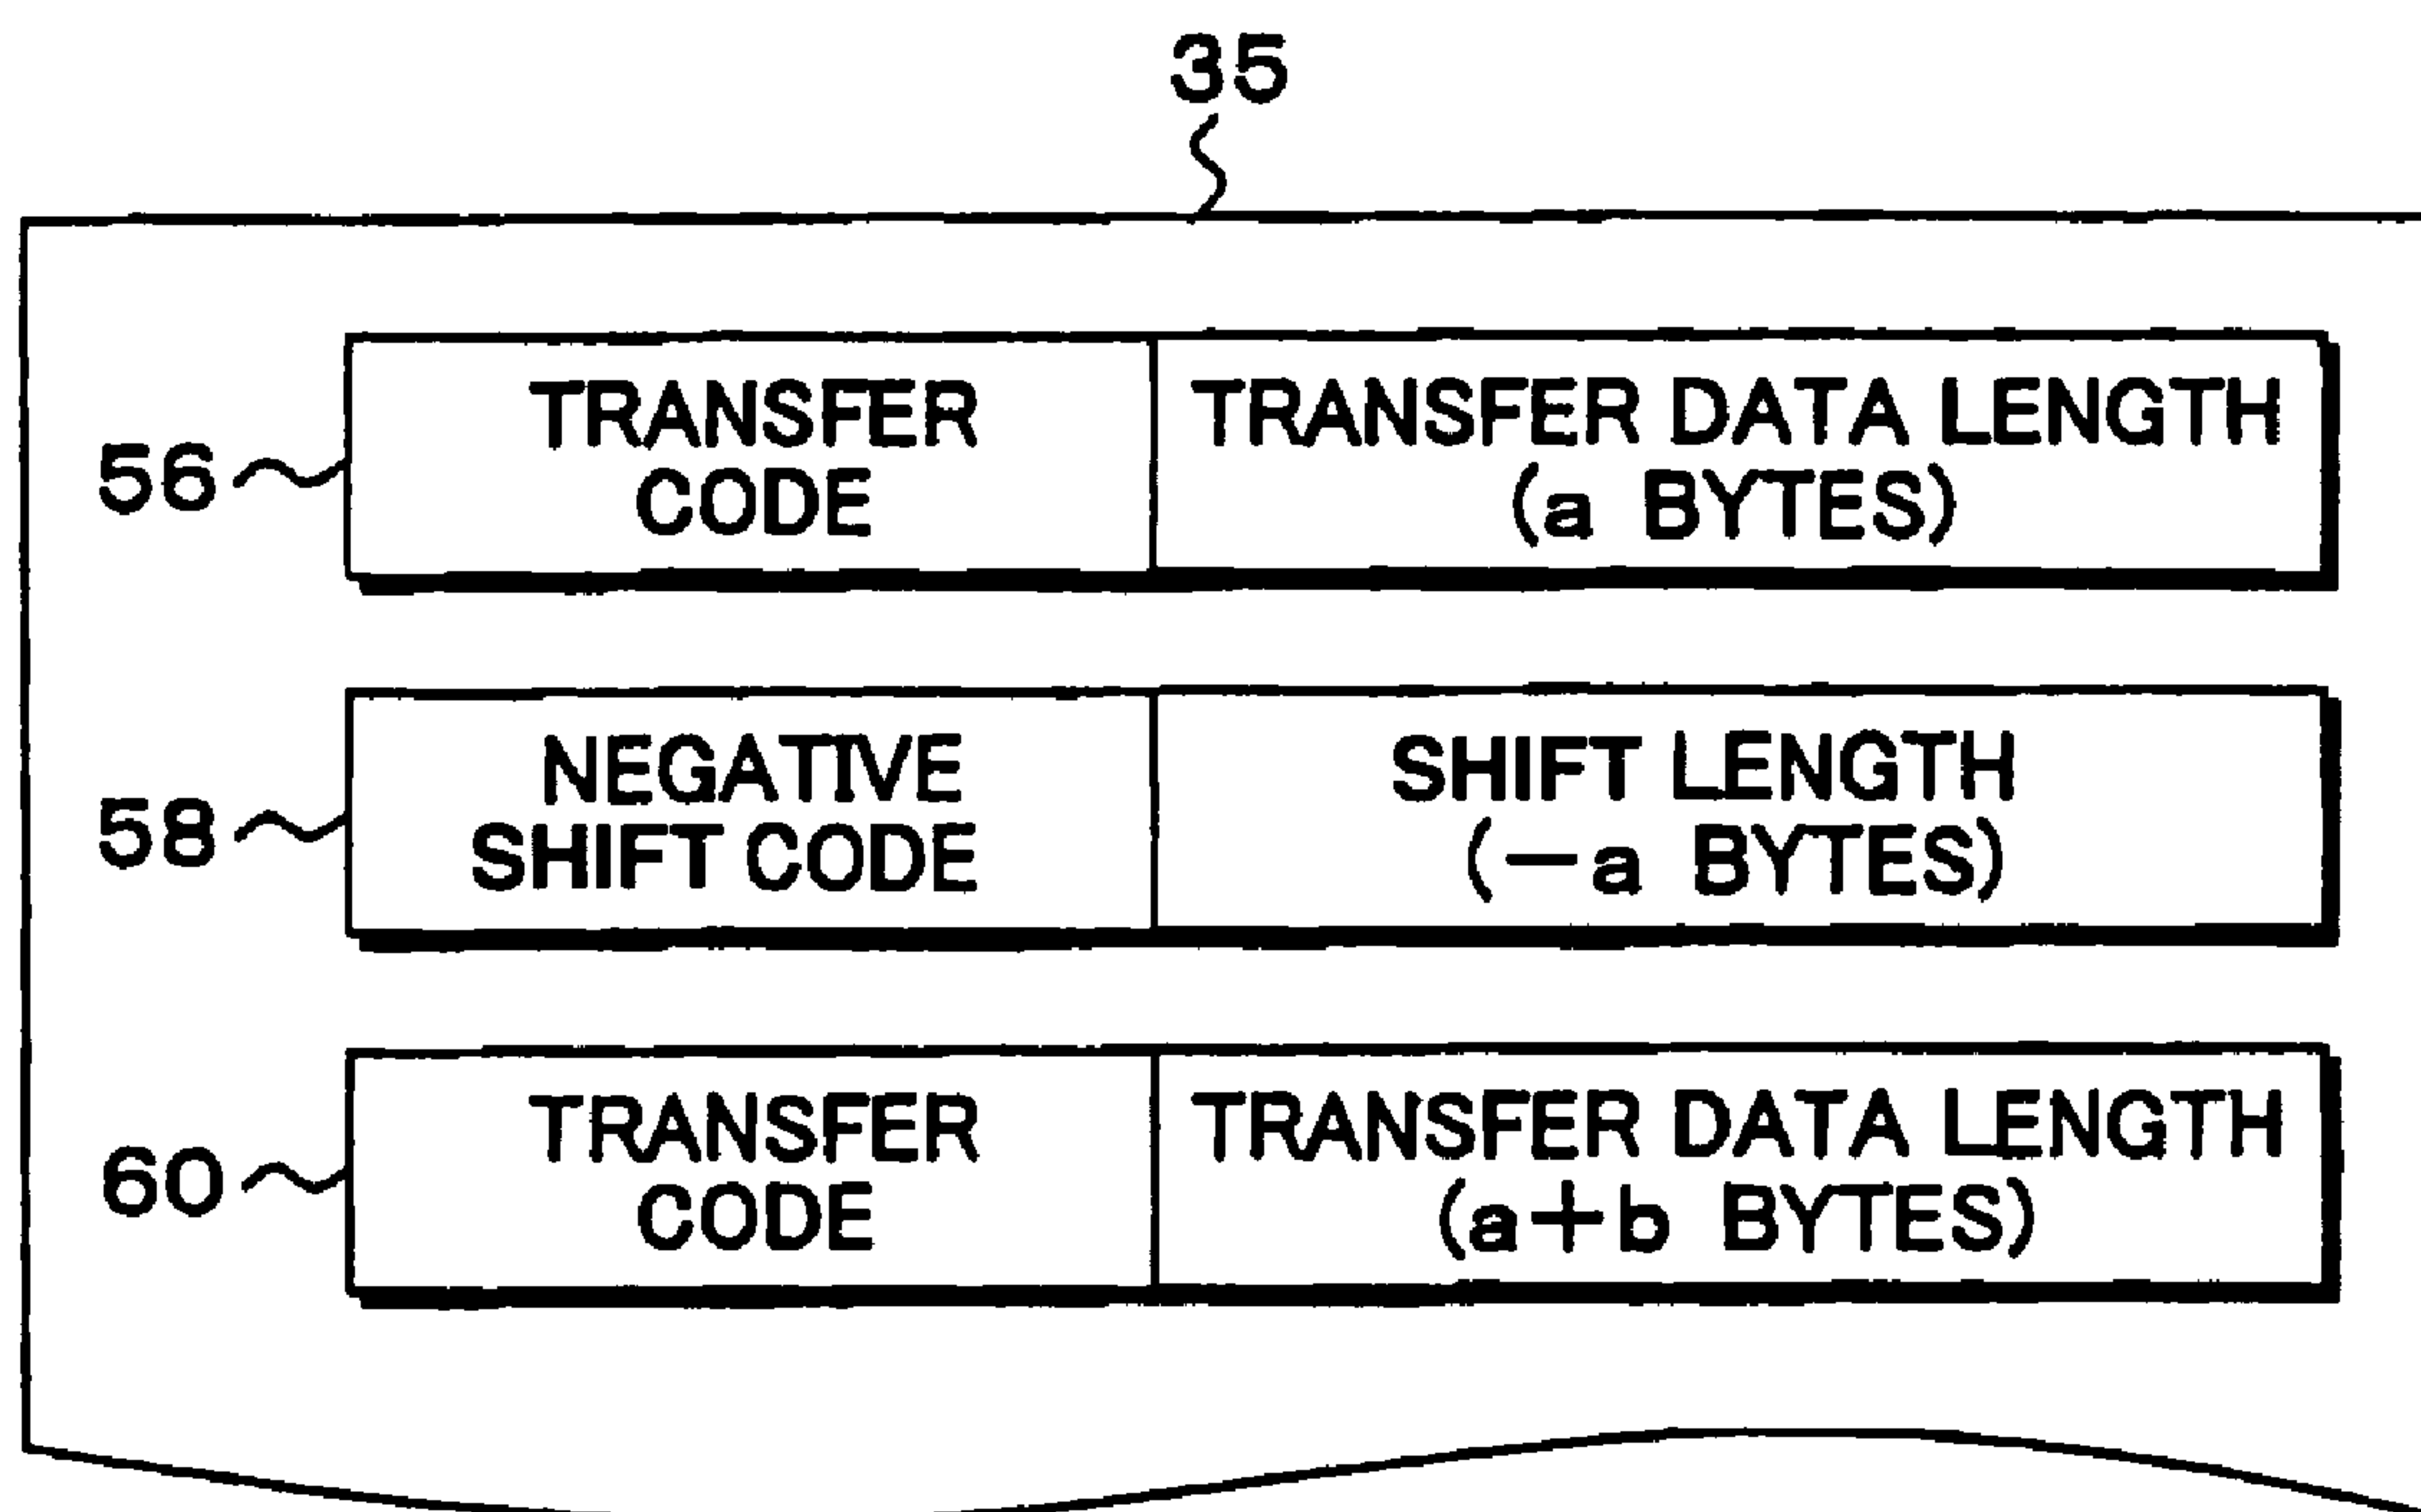 35
56
TRANSFER
CODE
TRANSFER DATA LENGTH
(a BYTES)
58
NEGATIVE
SHIFT CODE
SHIFT LENGTH
(−a BYTES)
60
TRANSFER
CODE
TRANSFER DATA LENGTH
(a+b BYTES)